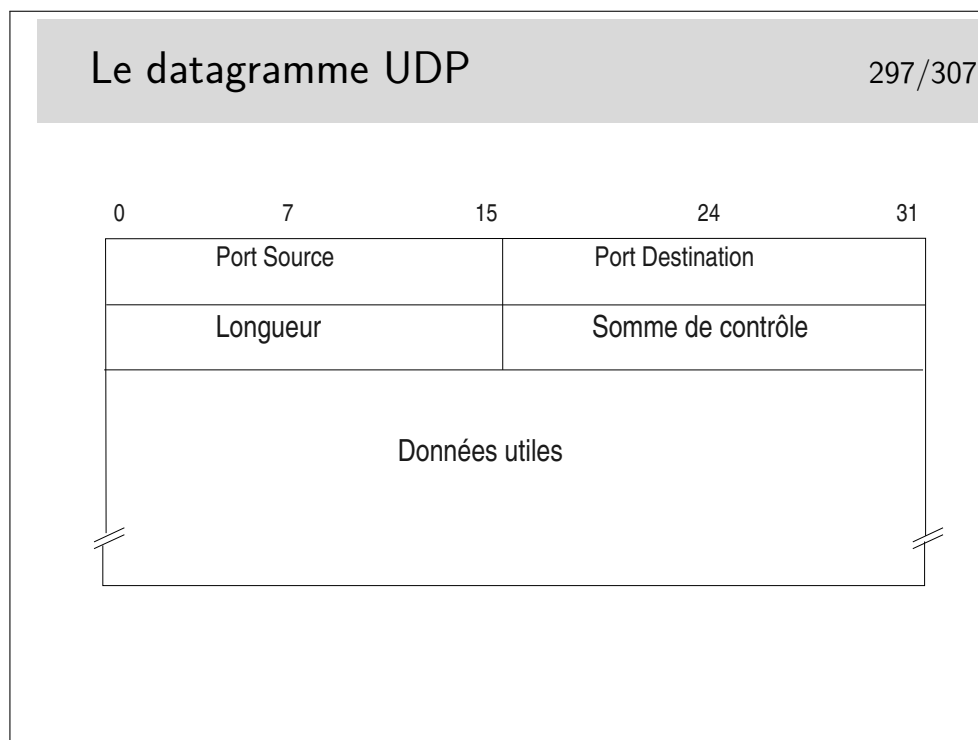 Le datagramme UDP 297/307
0 7 15 24 31
Port Source Port Destination
Longueur Somme de contrôle
Données utiles